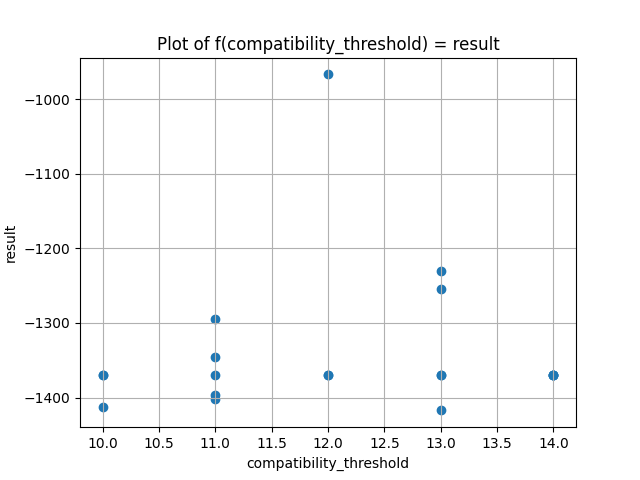 Plot of f(compatibility_threshold) = result
−1000
−1100
−1200
−1300
−1400
result
10.0 10.5 11.0 11.5 12.0 12.5 13.0 13.5 14.0
compatibility_threshold